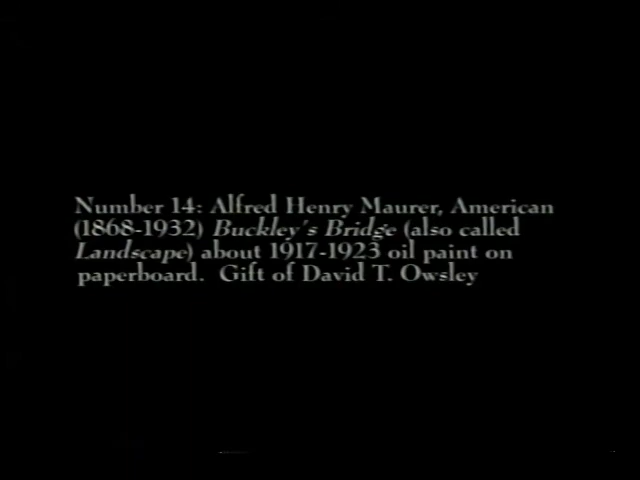 Number 14: Alfred Henry Maurer, American
(1868-1932) Buckley's Bridge (also called
Landscape) about 1917-1923 oil paint on
paperboard. Gift of David T. Owsley